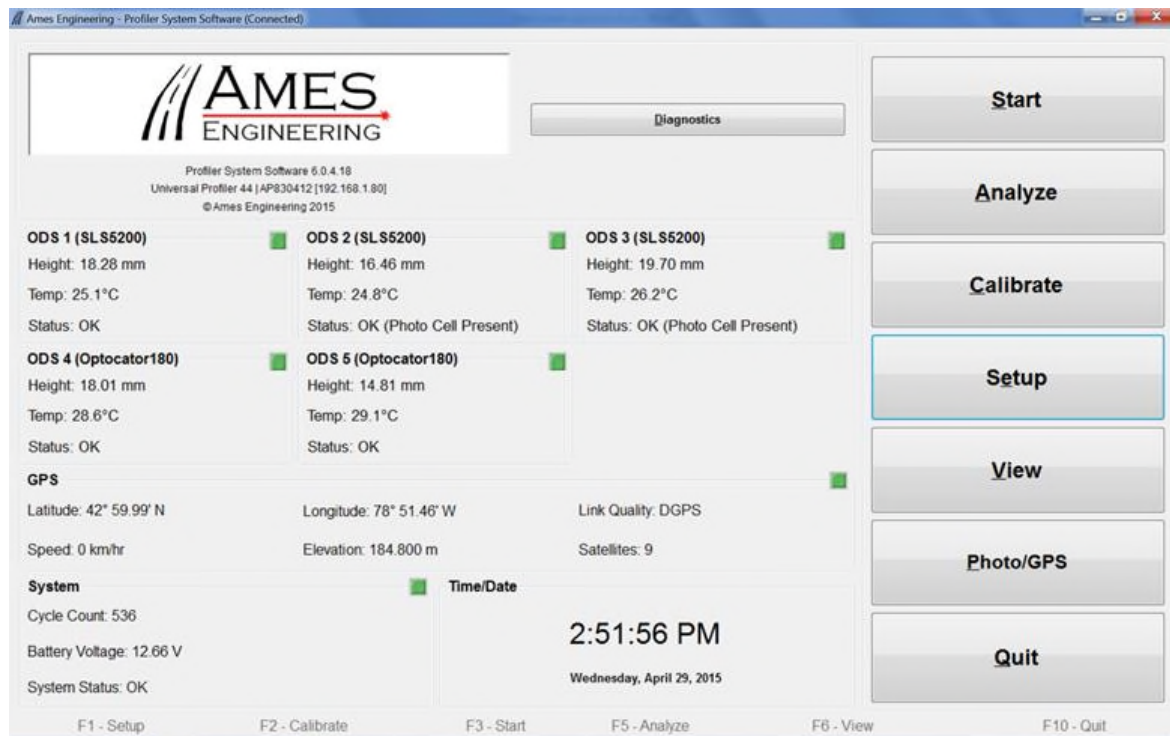 Ames Engineering - Profiler System Software (Connected)
AMES
ENGINEERING
Profiler System Software 6.0.4.18
Universal Profiler 44 | AP830412 [192.168.1.80]
© Ames Engineering 2015
Diagnostics
ODS 1 (SLS5200)
Height: 18.28 mm
Temp: 25.1°C
Status: OK
ODS 2 (SLS5200)
Height: 16.46 mm
Temp: 24.8°C
Status: OK (Photo Cell Present)
ODS 3 (SLS5200)
Height: 19.70 mm
Temp: 26.2°C
Status: OK (Photo Cell Present)
ODS 4 (Optocator180)
Height: 18.01 mm
Temp: 28.6°C
Status: OK
ODS 5 (Optocator180)
Height: 14.81 mm
Temp: 29.1°C
Status: OK
GPS
Latitude: 42° 59.99' N
Longitude: 78° 51.46' W
Link Quality: DGPS
Speed: 0 km/hr
Elevation: 184.800 m
Satellites: 9
System
Cycle Count: 536
Battery Voltage: 12.66 V
System Status: OK
Time/Date
2:51:56 PM
Wednesday, April 29, 2015
Start
Analyze
Calibrate
Setup
View
Photo/GPS
Quit
F1 - Setup
F2 - Calibrate
F3 - Start
F5 - Analyze
F6 - View
F10 - Quit